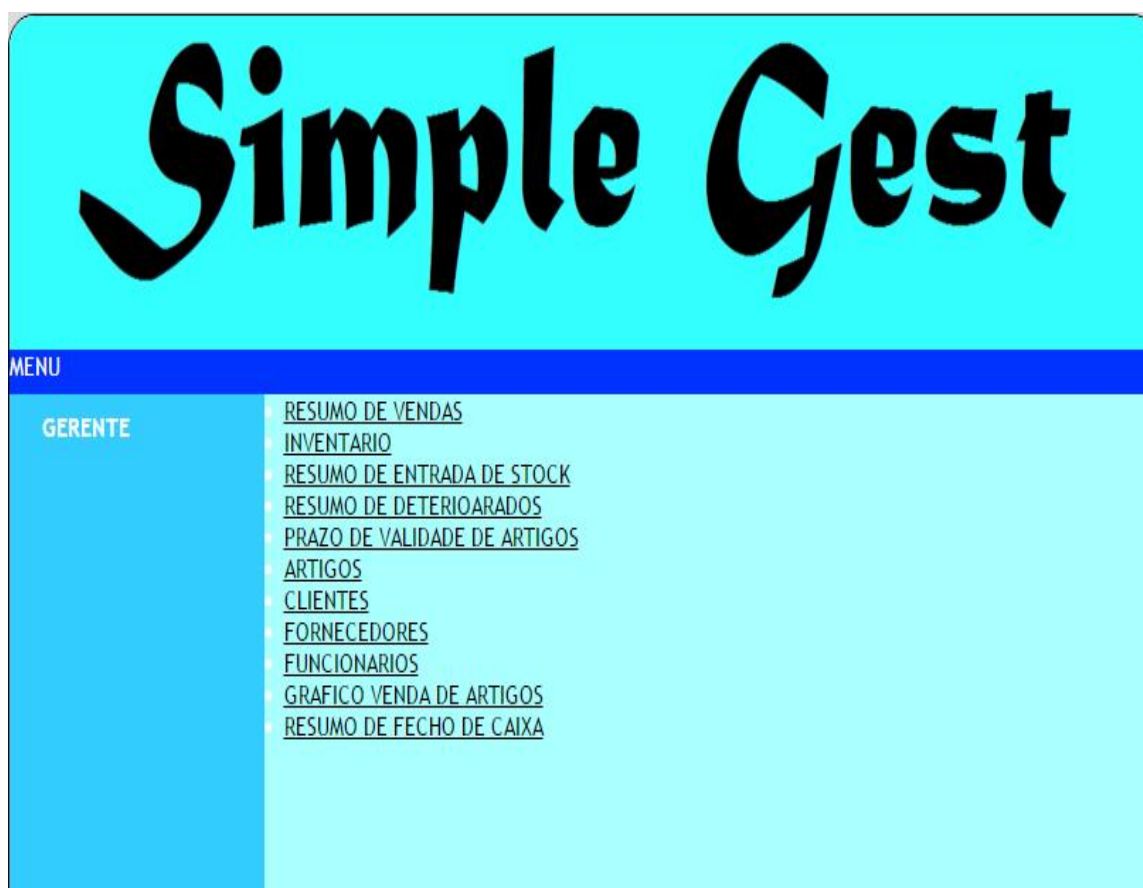 Simple Gest
MENU
GERENTE
RESUMO DE VENDAS
INVENTARIO
RESUMO DE ENTRADA DE STOCK
RESUMO DE DETERIOARADOS
PRAZO DE VALIDADE DE ARTIGOS
ARTIGOS
CLIENTES
FORNECEDORES
FUNCIONARIOS
GRAFICO VENDA DE ARTIGOS
RESUMO DE FECHO DE CAIXA